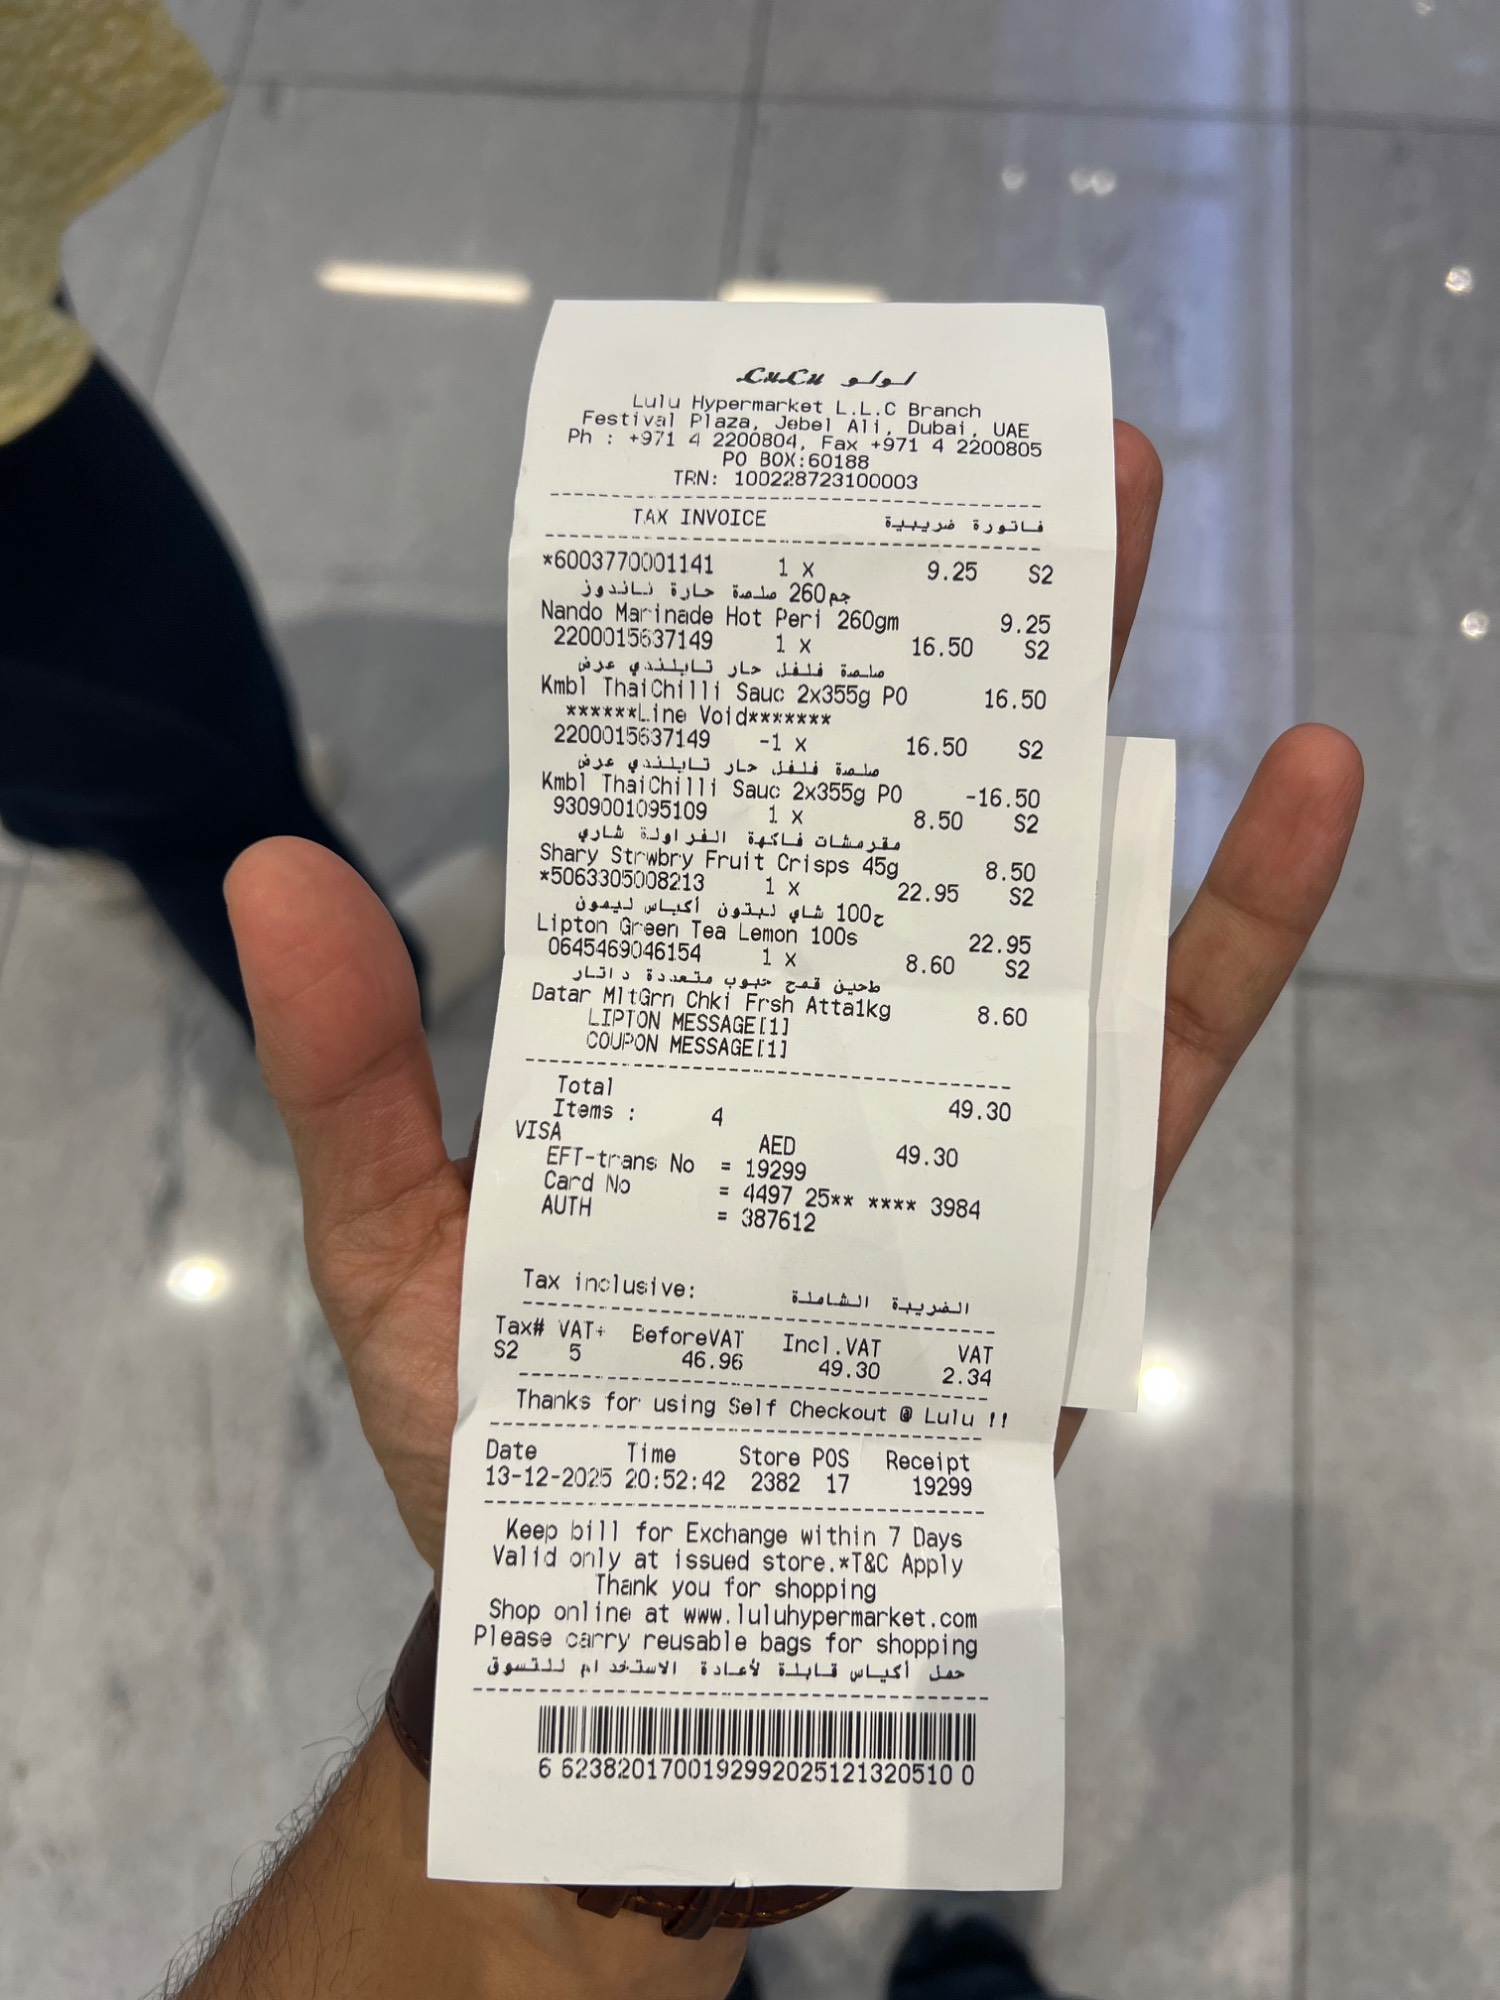 LuLu لولو
Lulu Hypermarket L.L.C Branch
Festival Plaza, Jebel Ali, Dubai, UAE
Ph : +971 4 2200804, Fax +971 4 2200805
PO BOX:60188
TRN: 100228723100003
TAX INVOICE فاتورة ضريبية
*6003770001141 1 x 9.25 S2
جم260 صلصة حارة ناندوز
Nando Marinade Hot Peri 260gm 9.25
2200015637149 1 x 16.50 S2
صلصة فلفل حار تايلندي عرض
Kmbl ThaiChilli Sauc 2x355g PO 16.50
******Line Void*******
2200015637149 -1 x 16.50 S2
صلصة فلفل حار تايلندي عرض
Kmbl ThaiChilli Sauc 2x355g PO -16.50
9309001095109 1 x 8.50 S2
مقرمشات فاكهة الفراولة شاري
Shary Strwbry Fruit Crisps 45g 8.50
*5063305008213 1 x 22.95 S2
ح100 شاي لبتون أكياس ليمون
Lipton Green Tea Lemon 100s 22.95
0645469046154 1 x 8.60 S2
طحين قمح حبوب متعددة داتار
Datar MltGrn Chki Frsh Atta1kg 8.60
LIPTON MESSAGE[1]
COUPON MESSAGE[1]
Total 49.30
Items : 4
VISA AED 49.30
EFT-trans No = 19299
Card No = 4497 25** **** 3984
AUTH = 387612
Tax inclusive: الضريبة الشاملة
Tax# VAT+ BeforeVAT Incl.VAT VAT
S2 5 46.96 49.30 2.34
Thanks for using Self Checkout @ Lulu !!
Date Time Store POS Receipt
13-12-2025 20:52:42 2382 17 19299
Keep bill for Exchange within 7 Days
Valid only at issued store.*T&C Apply
Thank you for shopping
Shop online at www.luluhypermarket.com
Please carry reusable bags for shopping
حمل أكياس قابلة لأعادة الاستخدام للتسوق
6 6238201700192992025121320510 0